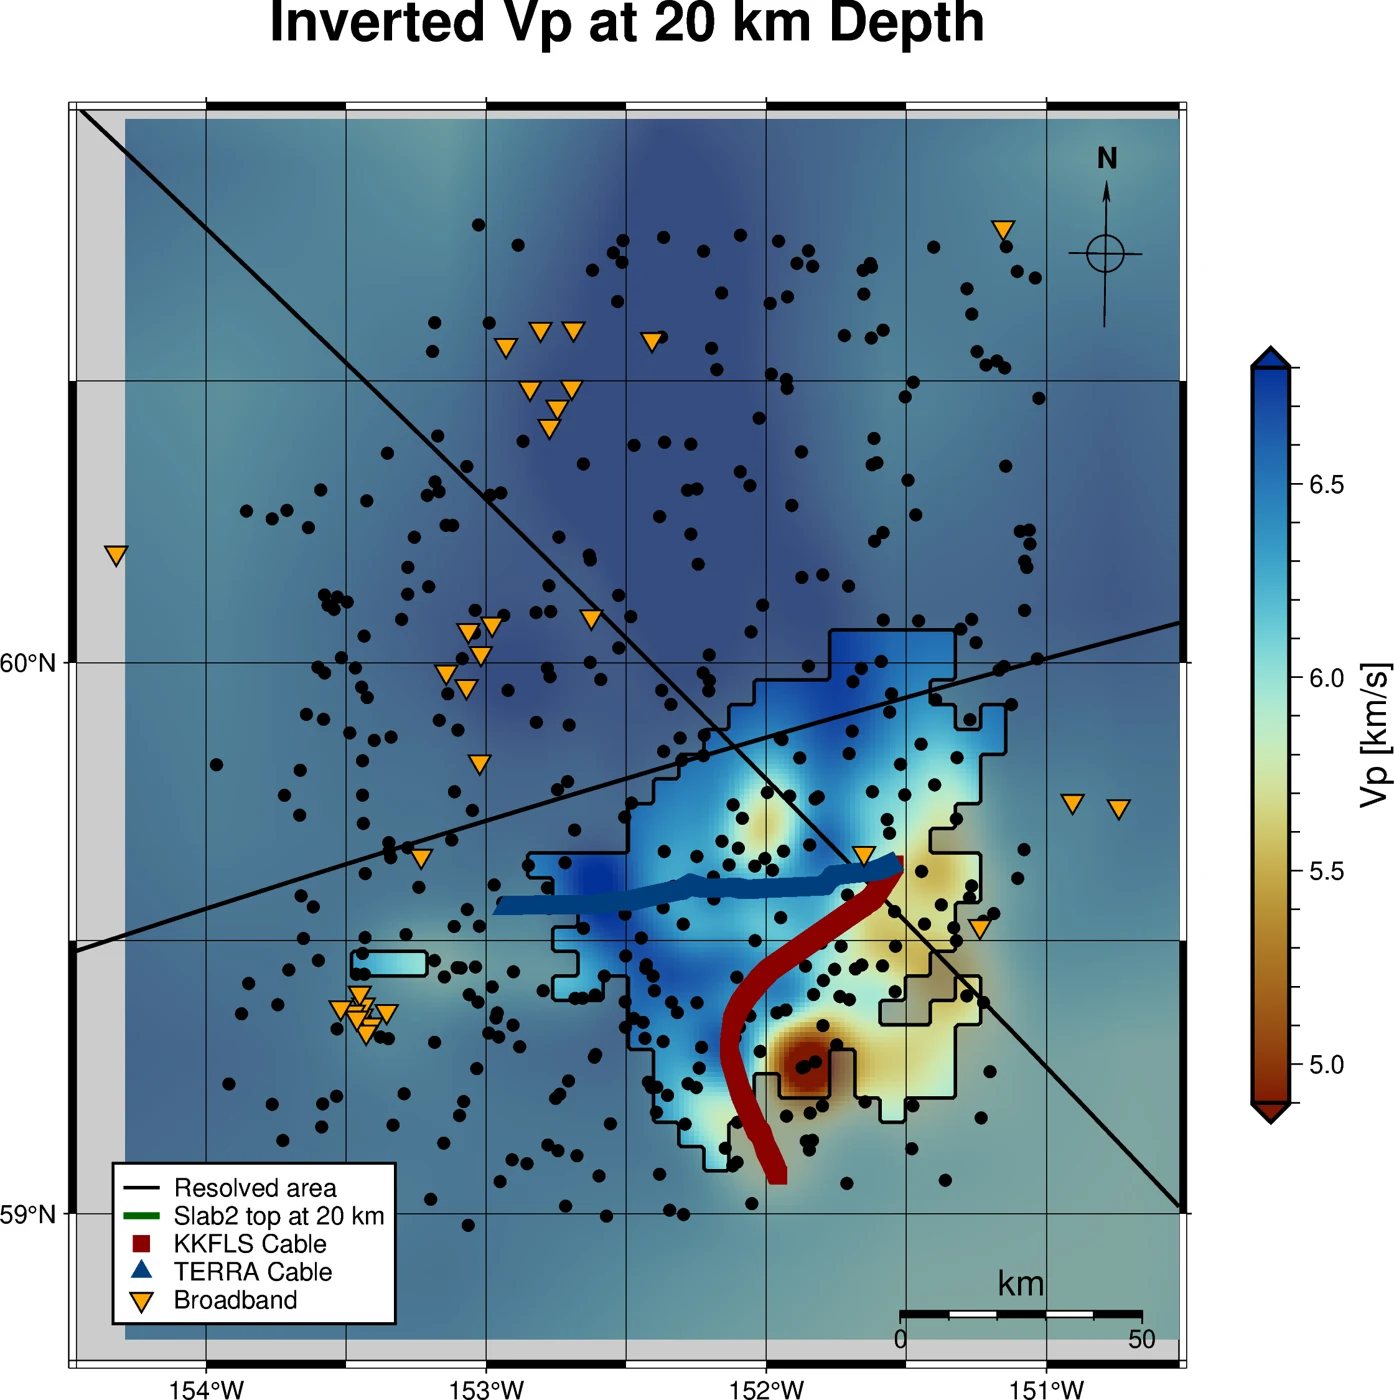 Inverted Vp at 20 km Depth
N
60°N
59°N
154°W
153°W
152°W
151°W
Resolved area
Slab2 top at 20 km
KKFLS Cable
TERRA Cable
Broadband
km
0
50
6.5
6.0
5.5
5.0
Vp [km/s]